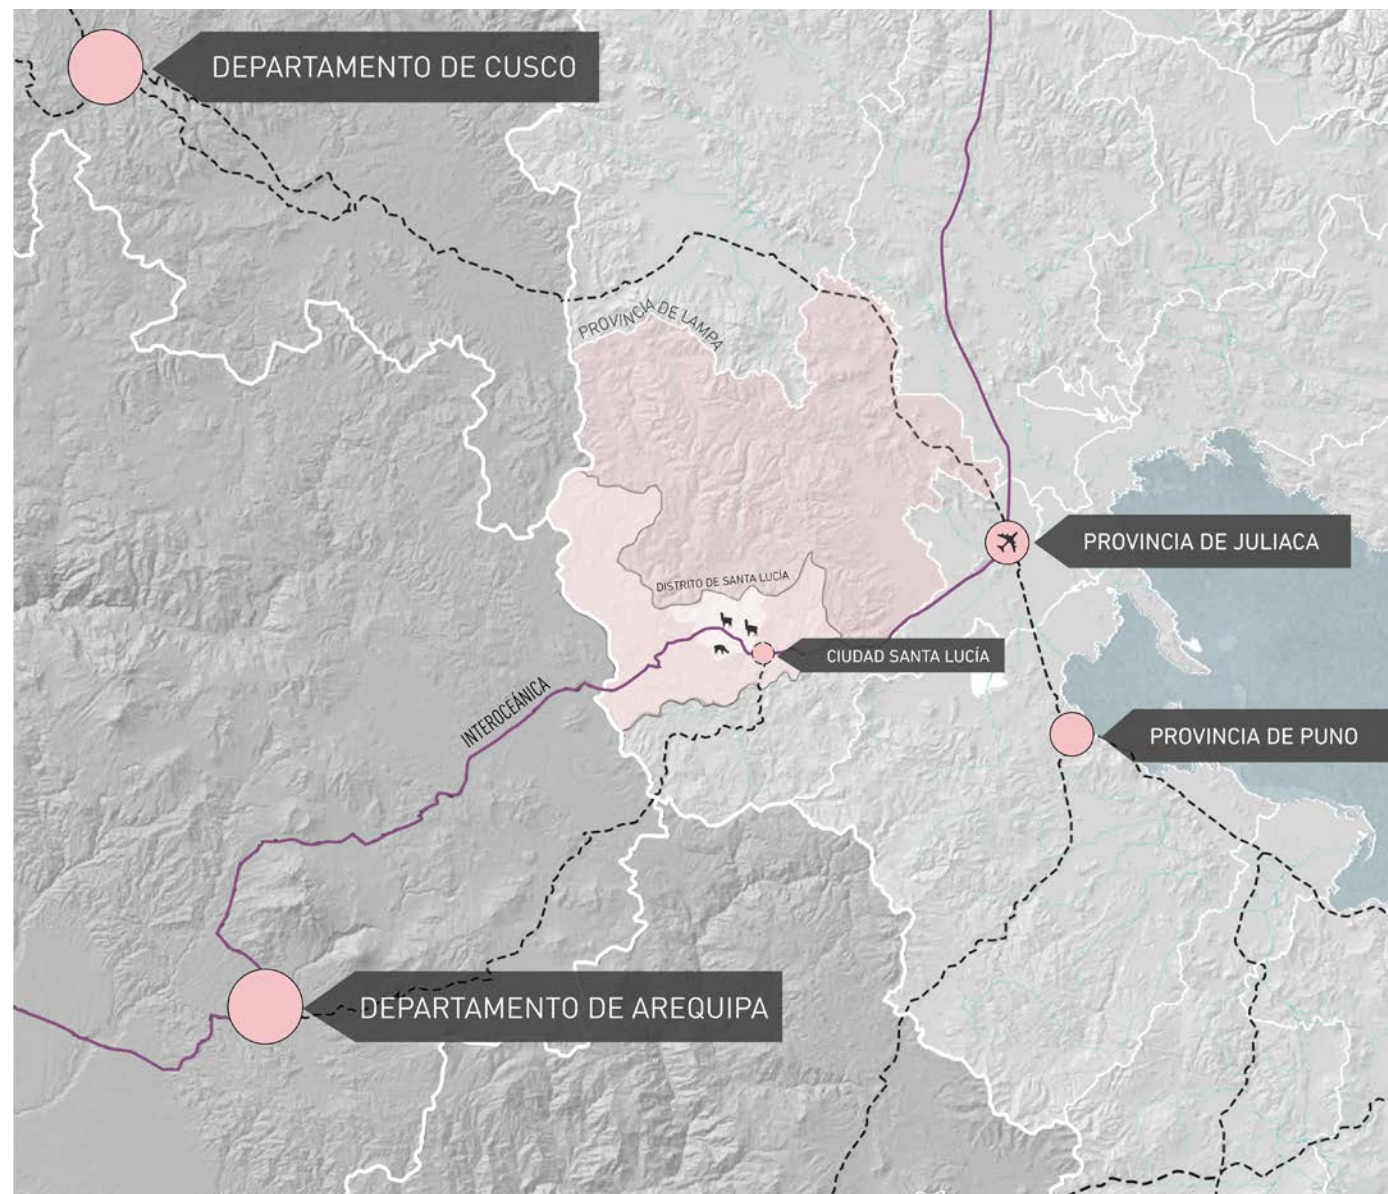 DEPARTAMENTO DE CUSCO
PROVINCIA DE LAMPA
PROVINCIA DE JULIACA
DISTRITO DE SANTA LUCÍA
CIUDAD SANTA LUCÍA
INTEROCEÁNICA
PROVINCIA DE PUNO
DEPARTAMENTO DE AREQUIPA